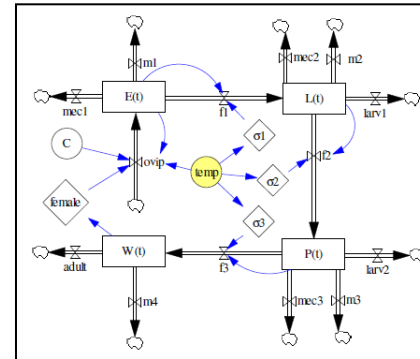 mec2
m2
m1
E(t)
L(t)
mec1
f1
larv1
C
σ1
ovip
temp
σ2
f2
female
σ3
W(t)
P(t)
adult
f3
larv2
m4
mec3
m3